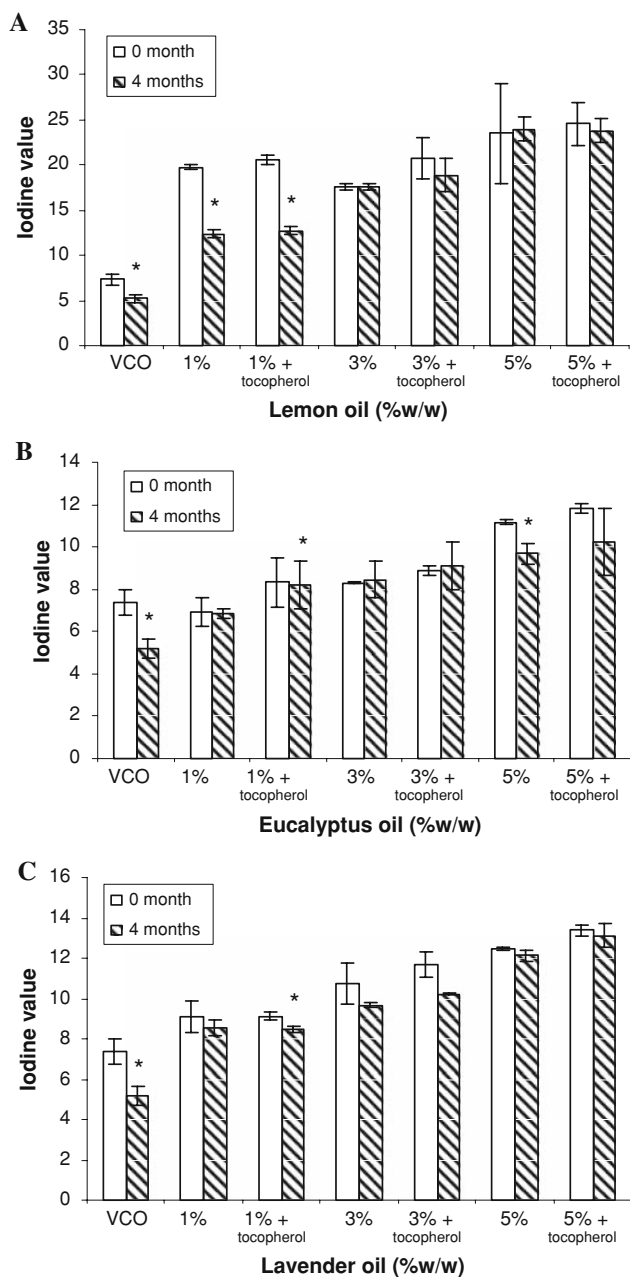 A
0 month
4 months
Iodine value
35
30
25
20
15
10
5
0
*
*
*
VCO
1%
1% +
tocopherol
3%
3% +
tocopherol
5%
5% +
tocopherol
Lemon oil (%w/w)
B
0 month
4 months
Iodine value
14
12
10
8
6
4
2
0
*
*
*
VCO
1%
1% +
tocopherol
3%
3% +
tocopherol
5%
5% +
tocopherol
Eucalyptus oil (%w/w)
C
0 month
4 months
Iodine value
16
14
12
10
8
6
4
2
0
*
*
VCO
1%
1% +
tocopherol
3%
3% +
tocopherol
5%
5% +
tocopherol
Lavender oil (%w/w)